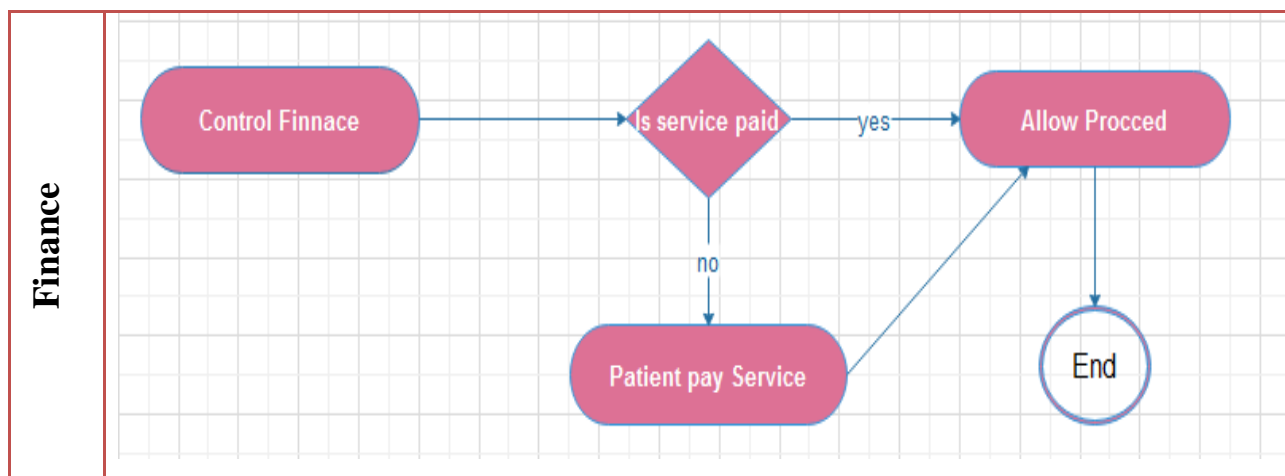 Finance
Control Finnace
Is service paid
yes
Allow Procced
no
Patient pay Service
End